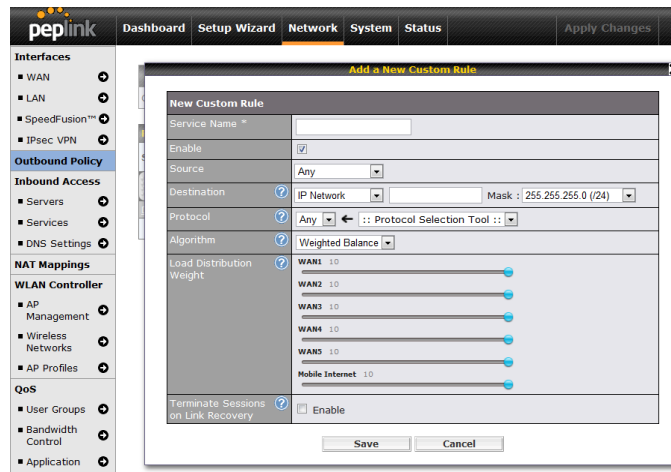 peplink
Dashboard Setup Wizard Network System Status Apply Changes
Interfaces
WAN
LAN
SpeedFusion™
IPsec VPN
Outbound Policy
Inbound Access
Servers
Services
DNS Settings
NAT Mappings
WLAN Controller
AP
Management
Wireless
Networks
AP Profiles
QoS
User Groups
Bandwidth
Control
Application
Add a New Custom Rule
New Custom Rule
Service Name *
Enable
Source Any
Destination ? IP Network Mask : 255.255.255.0 (/24)
Protocol ? Any :: Protocol Selection Tool ::
Algorithm ? Weighted Balance
Load Distribution
Weight ?
WAN1 10
WAN2 10
WAN3 10
WAN4 10
WAN5 10
Mobile Internet 10
Terminate Sessions
on Link Recovery ? Enable
Save Cancel